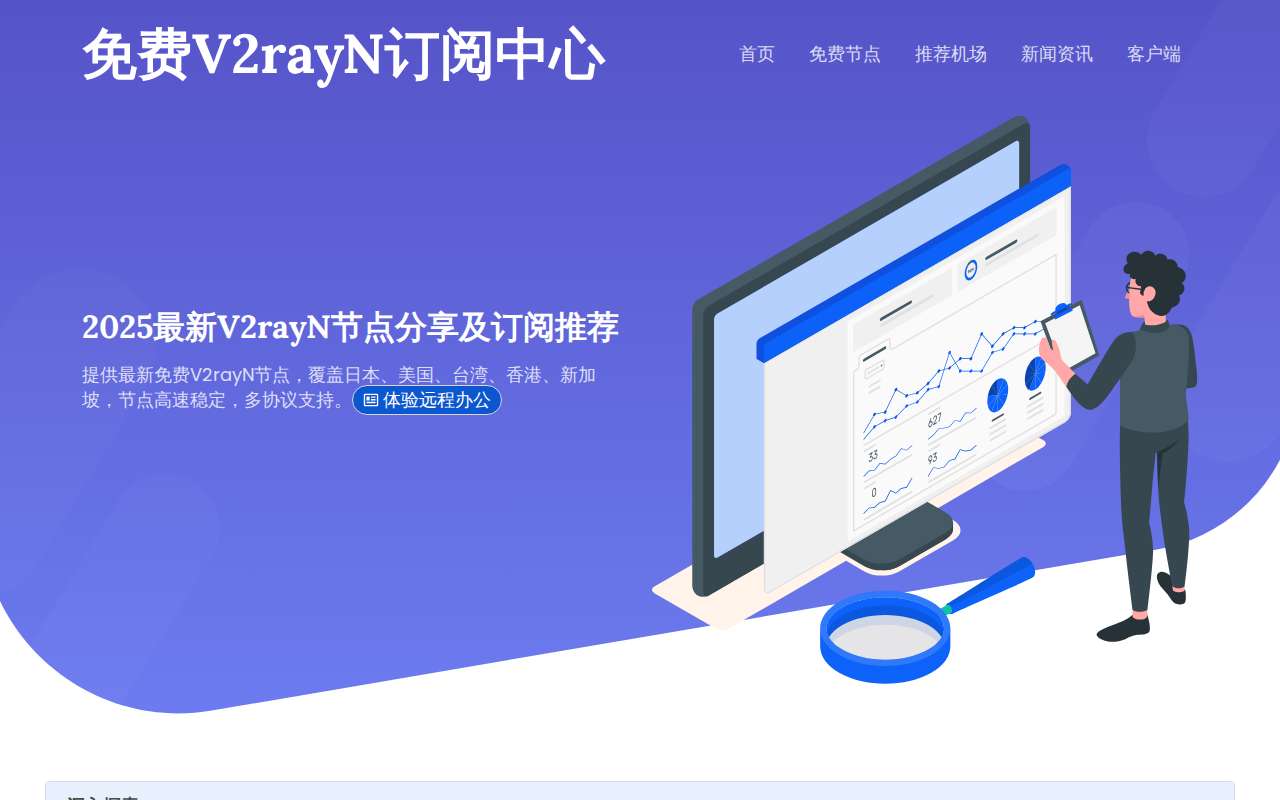 免费V2rayN订阅中心
首页 免费节点 推荐机场 新闻资讯 客户端
2025最新V2rayN节点分享及订阅推荐
提供最新免费V2rayN节点，覆盖日本、美国、台湾、香港、新加
坡，节点高速稳定，多协议支持。 体验远程办公
627
33
93
0